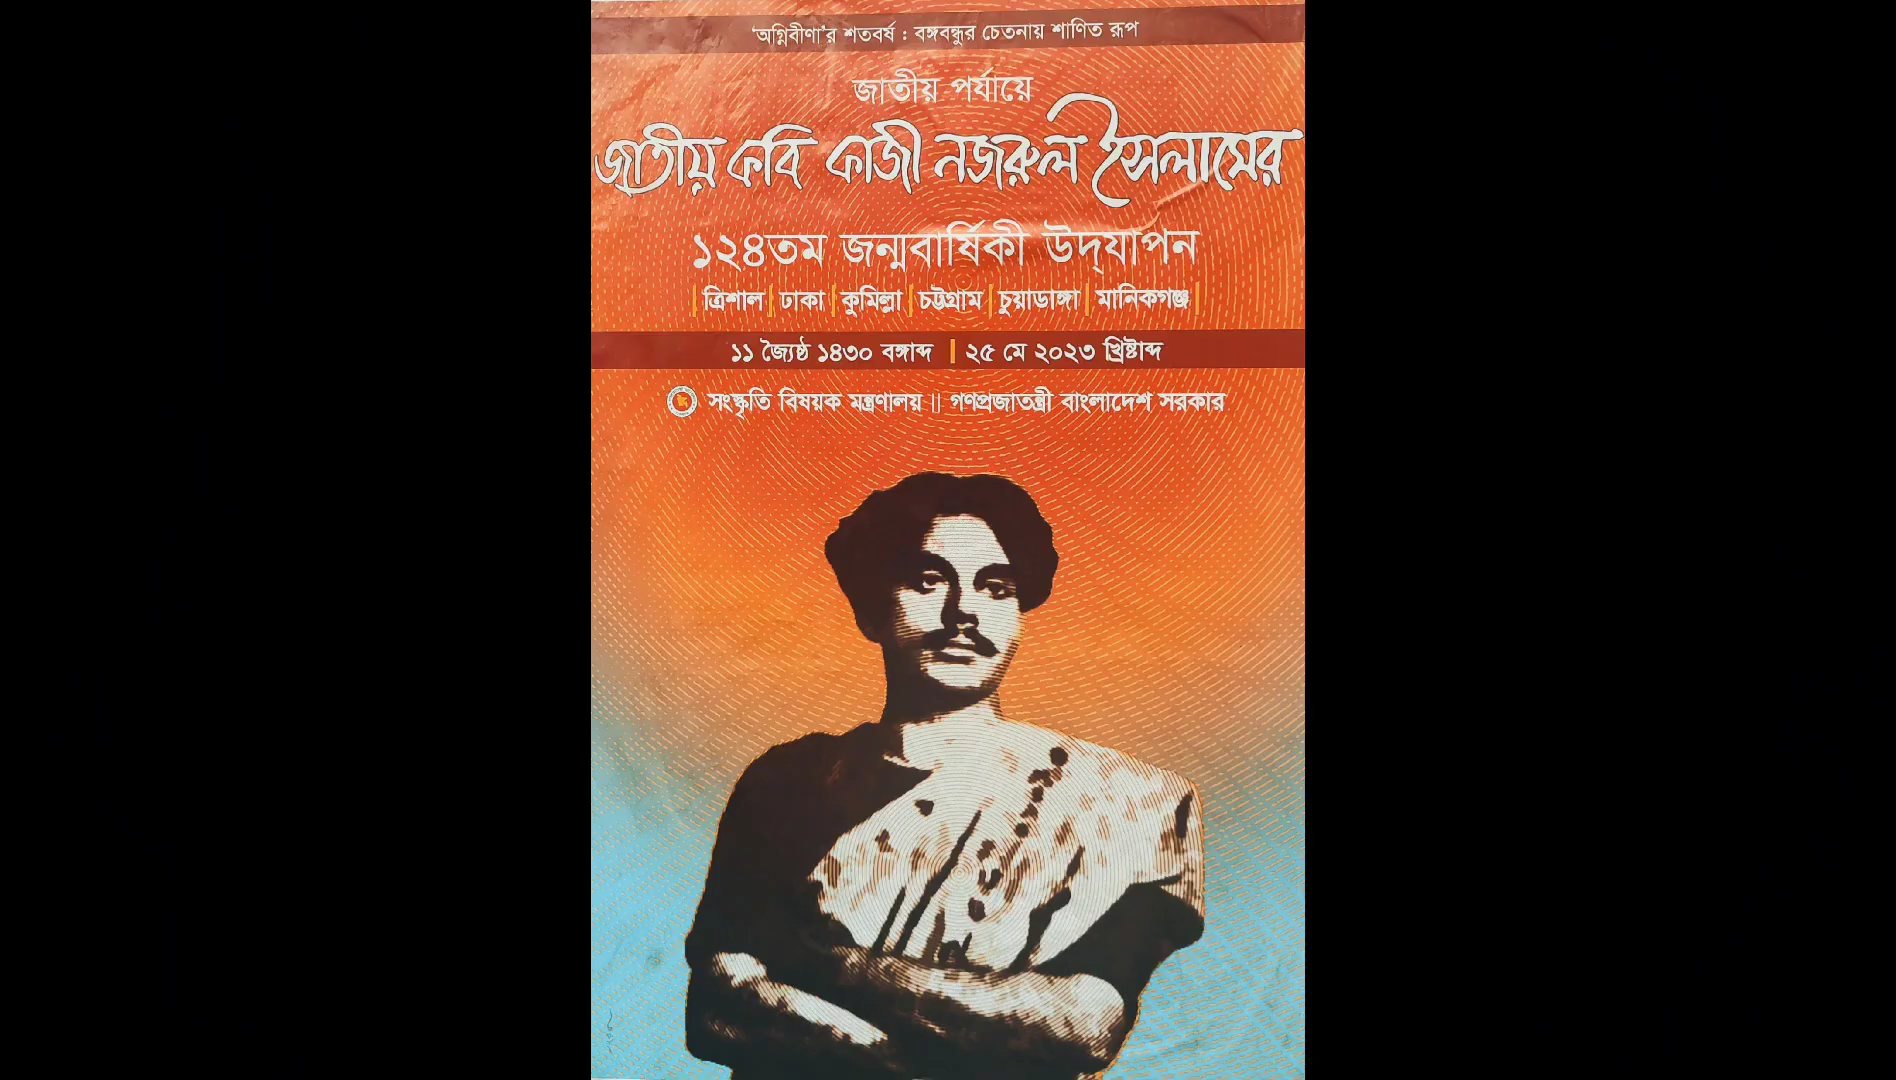 'অগ্নিবীণা'র শতবর্ষ : বঙ্গবন্ধুর চেতনায় শাণিত রূপ
জাতীয় পর্যায়ে
জাতীয় কবি কাজী নজরুল ইসলামের
১২৪তম জন্মবার্ষিকী উদ্‌যাপন
| ত্রিশাল | ঢাকা | কুমিল্লা | চট্টগ্রাম | চুয়াডাঙ্গা | মানিকগঞ্জ |
১১ জ্যৈষ্ঠ ১৪৩০ বঙ্গাব্দ | ২৫ মে ২০২৩ খ্রিষ্টাব্দ
সংস্কৃতি বিষয়ক মন্ত্রণালয় || গণপ্রজাতন্ত্রী বাংলাদেশ সরকার